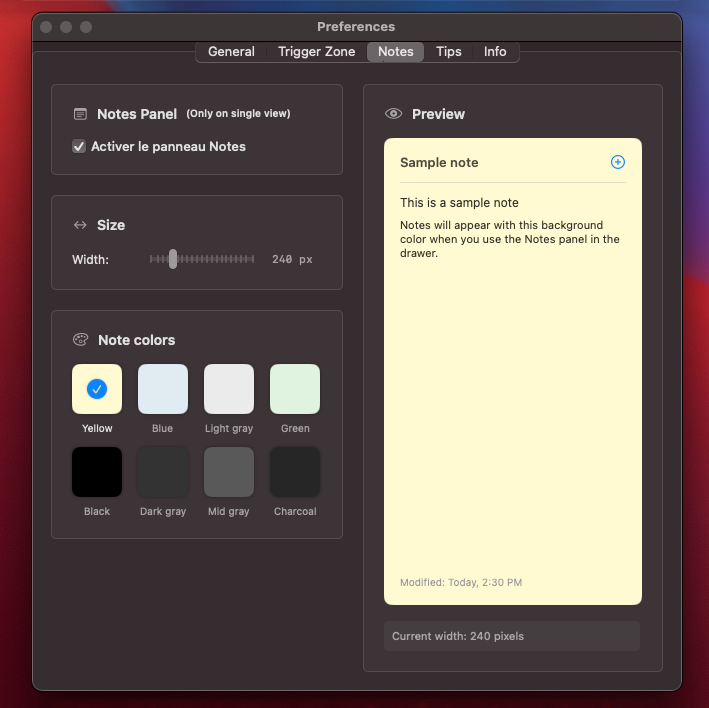 Preferences
General
Trigger Zone
Notes
Tips
Info
Notes Panel (Only on single view)
Activer le panneau Notes
Size
Width: 240 px
Note colors
Yellow
Blue
Light gray
Green
Black
Dark gray
Mid gray
Charcoal
Preview
Sample note
This is a sample note
Notes will appear with this background
color when you use the Notes panel in the
drawer.
Modified: Today, 2:30 PM
Current width: 240 pixels